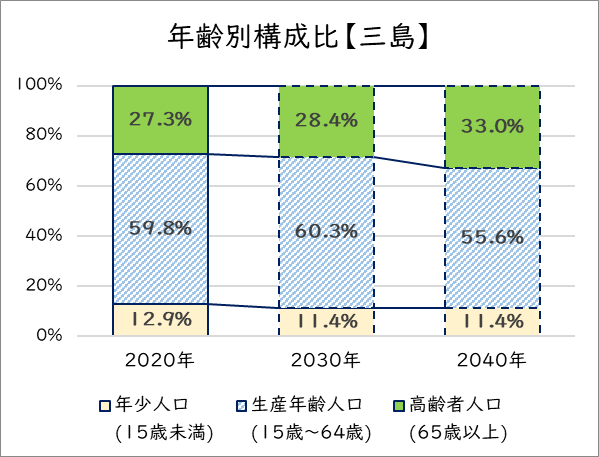 年齢別構成比【三島】
100%
80%
60%
40%
20%
0%
27.3%
28.4%
33.0%
59.8%
60.3%
55.6%
12.9%
11.4%
11.4%
2020年
2030年
2040年
年少人口
(15歳未満)
生産年齢人口
(15歳～64歳)
高齢者人口
(65歳以上)